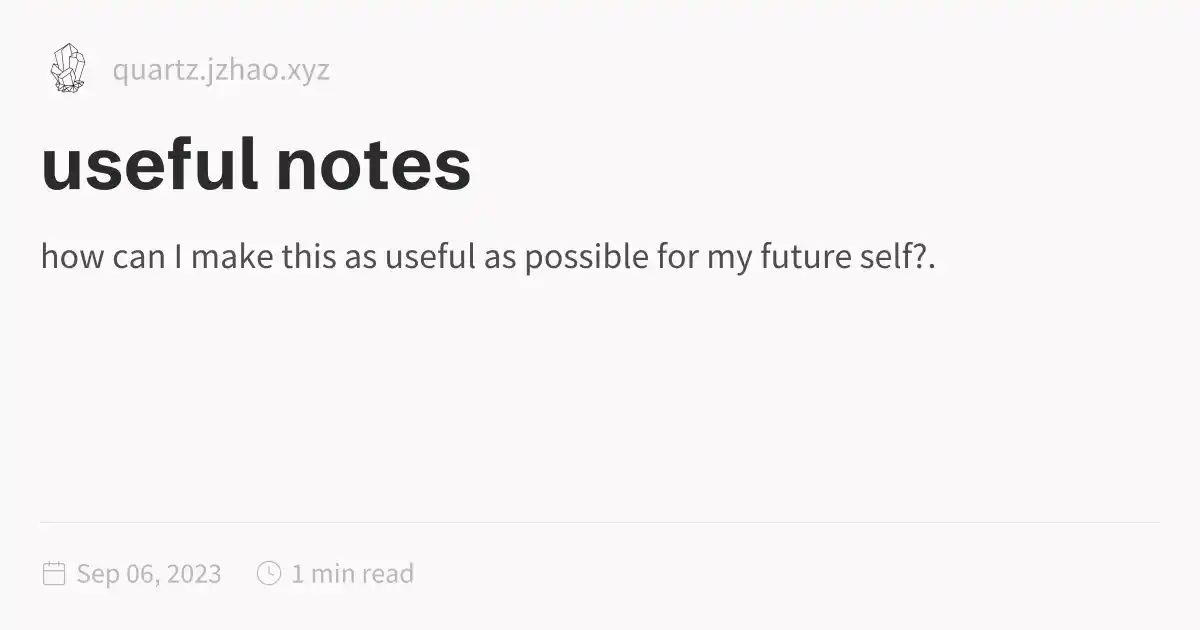 quartz.jzhao.xyz
useful notes
how can I make this as useful as possible for my future self?.
Sep 06, 2023 1 min read